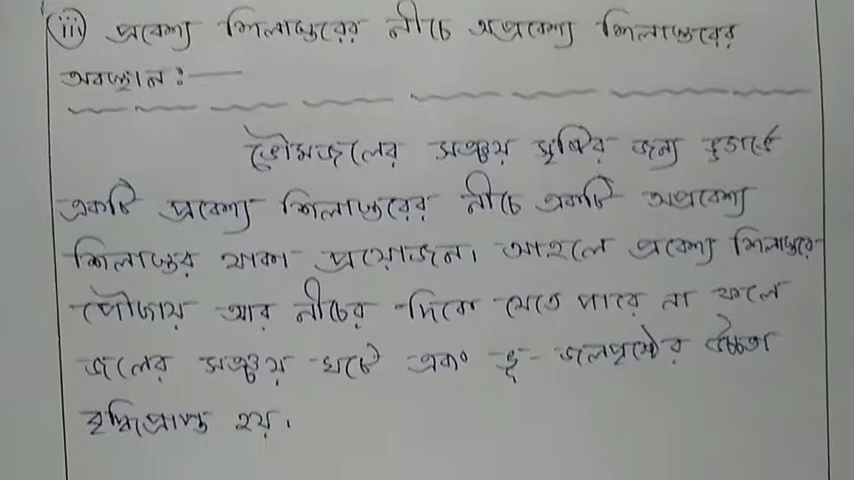 (iii) প্রবেশ্য শিলাস্তরের নীচে অপ্রবেশ্য শিলাস্তরের
অবস্থান :—
ভৌমজলের সঞ্চয় সৃষ্টির জন্য ভূগর্ভে
একটি প্রবেশ্য শিলাস্তরের নীচে একটি অপ্রবেশ্য
শিলাস্তর থাকা প্রয়োজন। তাহলে প্রবেশ্য শিলাস্তরে
পৌঁজায় আর নীচের দিকে যেতে পারে না ফলে
জলের সঞ্চয় ঘটে এবং ভূ-জলপৃষ্ঠের উচ্চতা
বৃদ্ধিপ্রাপ্ত হয়।